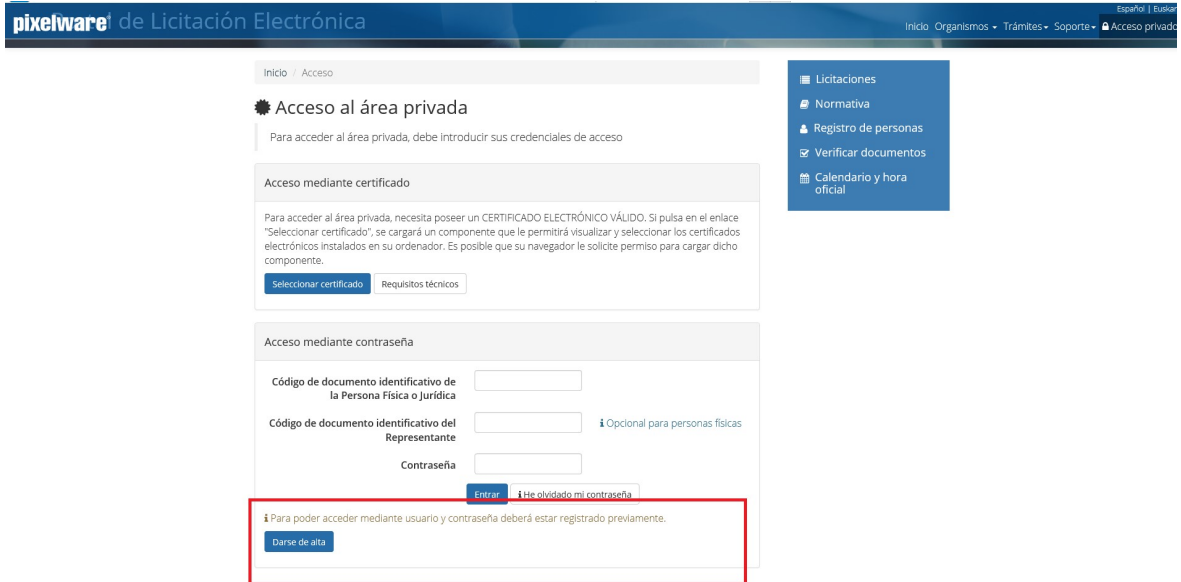 Español | Euskar
pixelware l de Licitación Electrónica
Inicio Organismos Trámites Soporte Acceso privado
Inicio / Acceso
Acceso al área privada
Para acceder al área privada, debe introducir sus credenciales de acceso
Acceso mediante certificado
Para acceder al área privada, necesita poseer un CERTIFICADO ELECTRÓNICO VÁLIDO. Si pulsa en el enlace
"Seleccionar certificado", se cargará un componente que le permitirá visualizar y seleccionar los certificados
electrónicos instalados en su ordenador. Es posible que su navegador le solicite permiso para cargar dicho
componente.
Seleccionar certificado Requisitos técnicos
Acceso mediante contraseña
Código de documento identificativo de
la Persona Física o Jurídica
Código de documento identificativo del
Representante
Opcional para personas físicas
Contraseña
Entrar He olvidado mi contraseña
Para poder acceder mediante usuario y contraseña deberá estar registrado previamente.
Darse de alta
Licitaciones
Normativa
Registro de personas
Verificar documentos
Calendario y hora
oficial